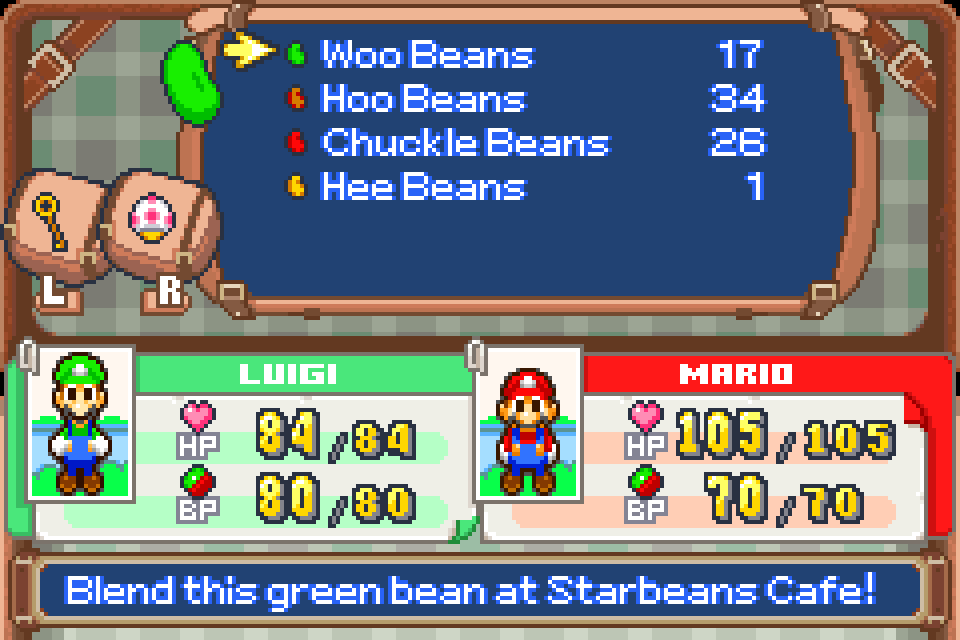 Woo Beans 17
Hoo Beans 34
Chuckle Beans 26
Hee Beans 1
L R
LUIGI
HP 84/84
BP 80/80
MARIO
HP 105/105
BP 70/70
Blend this green bean at Starbeans Cafe!